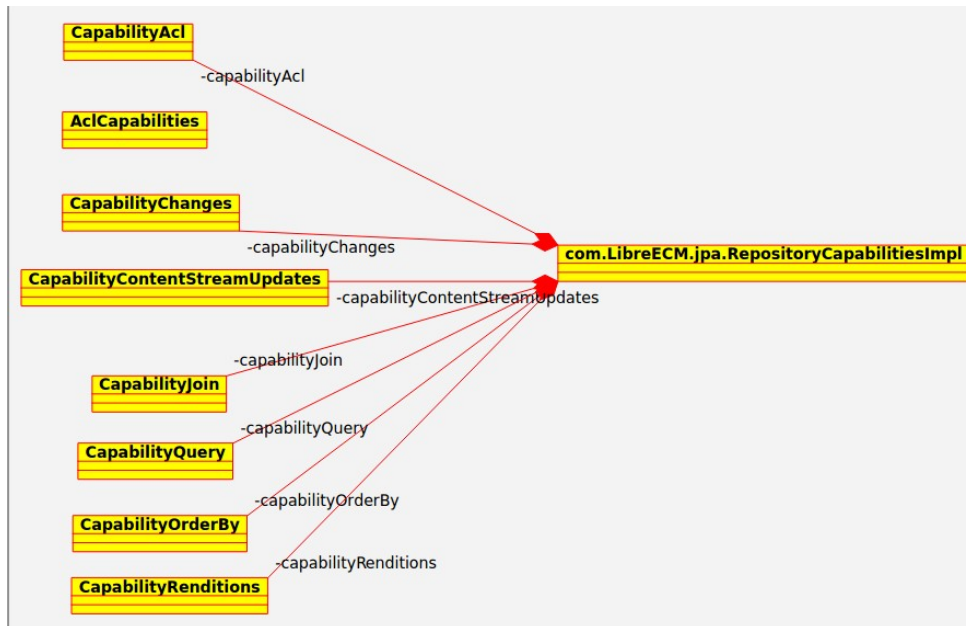 CapabilityAcl
-capabilityAcl
AclCapabilities
CapabilityChanges
-capabilityChanges
com.LibreECM.jpa.RepositoryCapabilitiesImpl
CapabilityContentStreamUpdates
-capabilityContentStreamUpdates
-capabilityJoin
CapabilityJoin
-capabilityQuery
CapabilityQuery
-capabilityOrderBy
CapabilityOrderBy
-capabilityRenditions
CapabilityRenditions